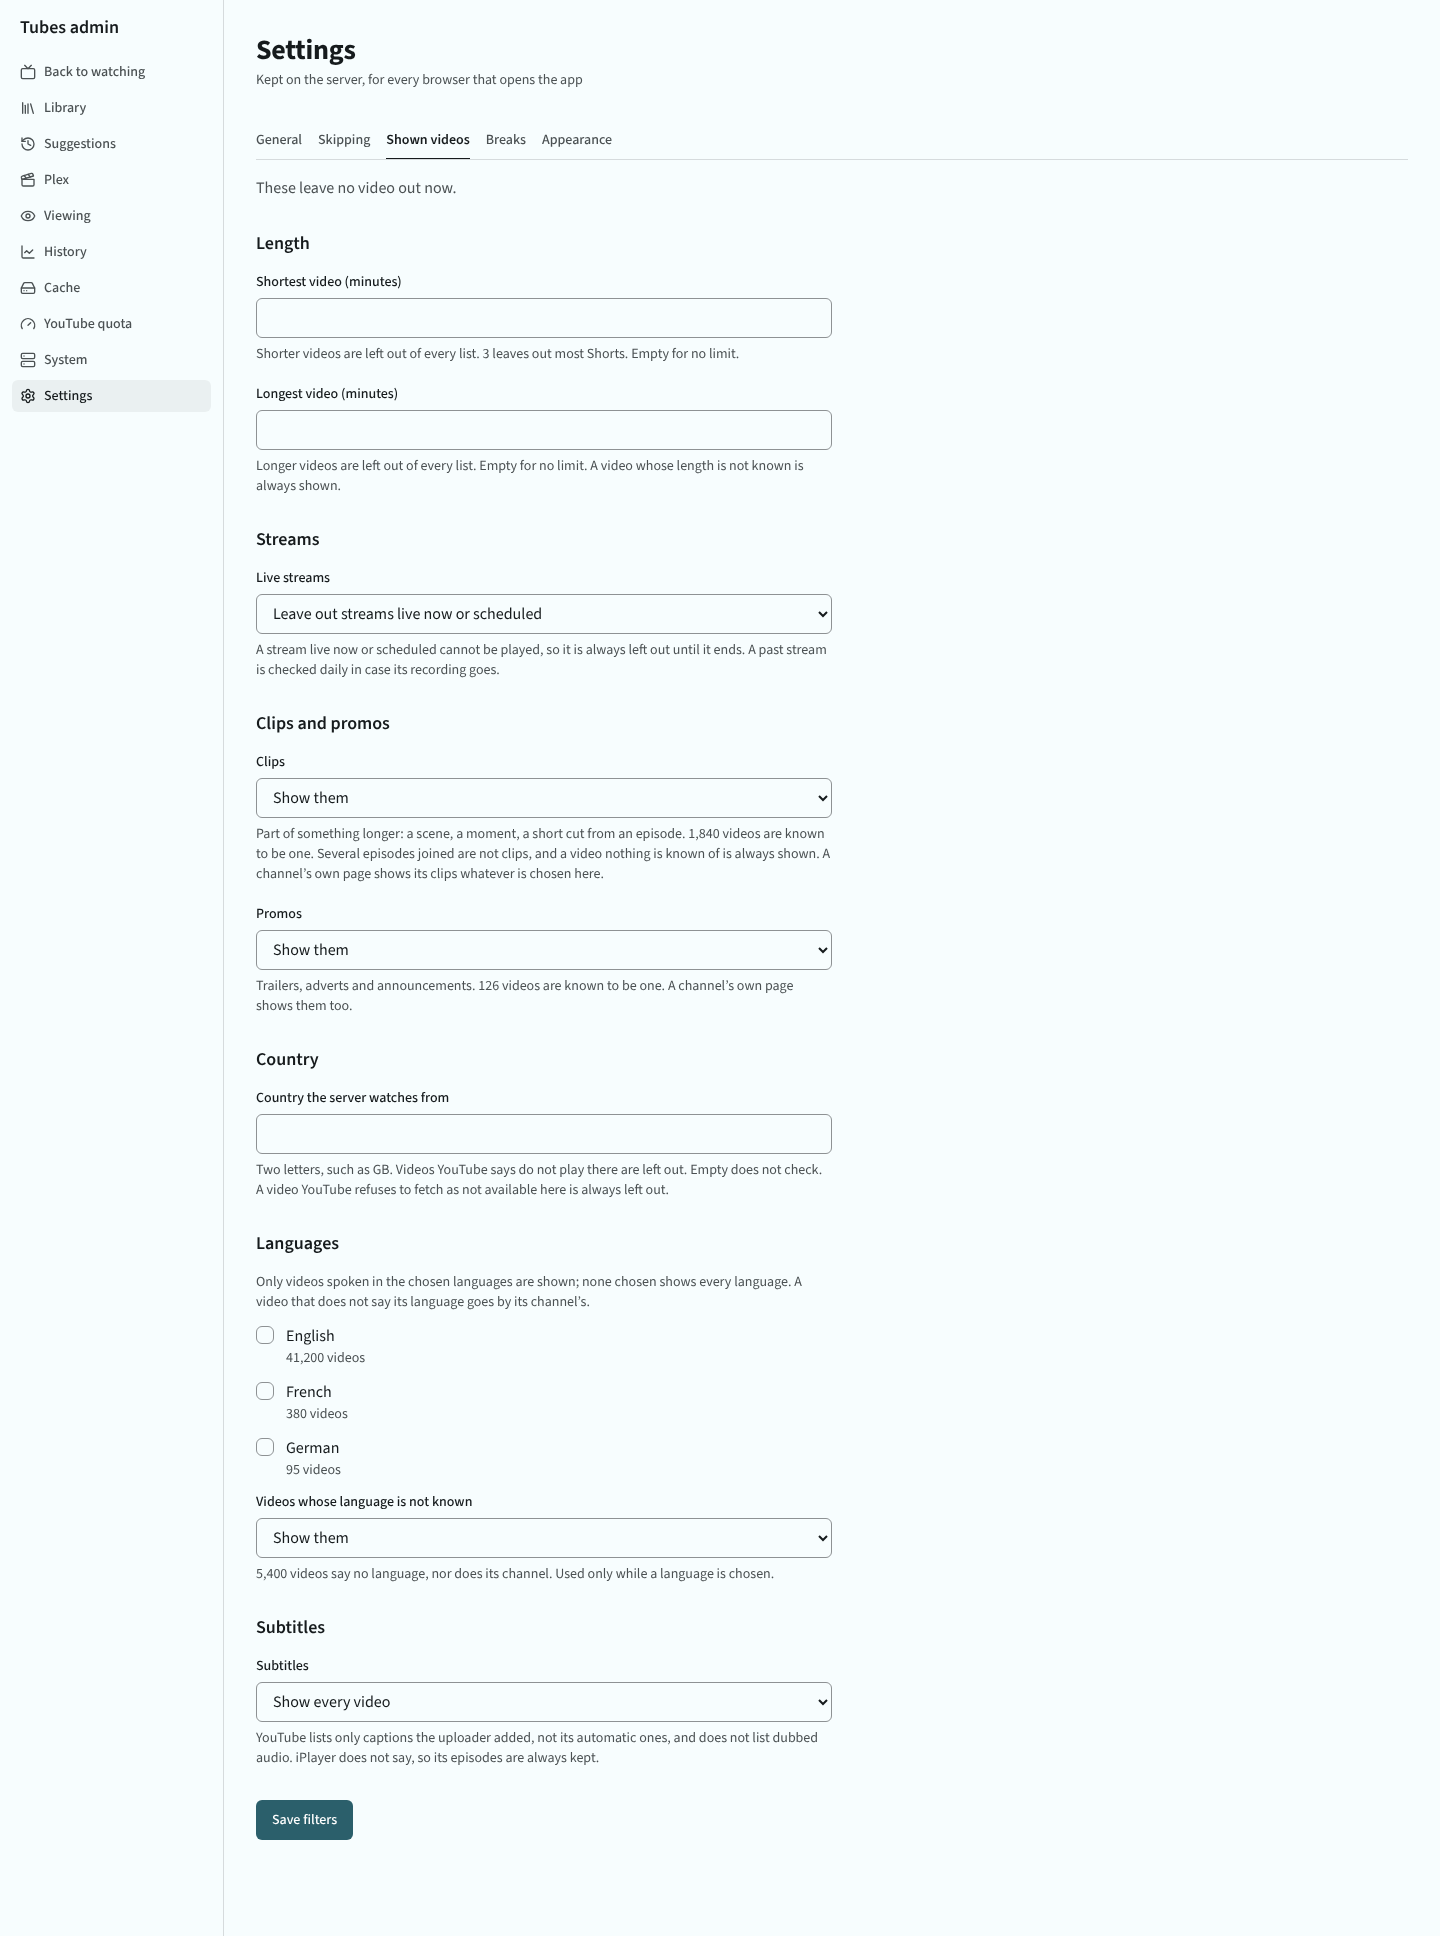 Tubes admin
Back to watching
Library
Suggestions
Plex
Viewing
History
Cache
YouTube quota
System
Settings
Settings
Kept on the server, for every browser that opens the app
General
Skipping
Shown videos
Breaks
Appearance
These leave no video out now.
Length
Shortest video (minutes)
Shorter videos are left out of every list. 3 leaves out most Shorts. Empty for no limit.
Longest video (minutes)
Longer videos are left out of every list. Empty for no limit. A video whose length is not known is
always shown.
Streams
Live streams
Leave out streams live now or scheduled
A stream live now or scheduled cannot be played, so it is always left out until it ends. A past stream
is checked daily in case its recording goes.
Clips and promos
Clips
Show them
Part of something longer: a scene, a moment, a short cut from an episode. 1,840 videos are known
to be one. Several episodes joined are not clips, and a video nothing is known of is always shown. A
channel’s own page shows its clips whatever is chosen here.
Promos
Show them
Trailers, adverts and announcements. 126 videos are known to be one. A channel’s own page
shows them too.
Country
Country the server watches from
Two letters, such as GB. Videos YouTube says do not play there are left out. Empty does not check.
A video YouTube refuses to fetch as not available here is always left out.
Languages
Only videos spoken in the chosen languages are shown; none chosen shows every language. A
video that does not say its language goes by its channel’s.
English
41,200 videos
French
380 videos
German
95 videos
Videos whose language is not known
Show them
5,400 videos say no language, nor does its channel. Used only while a language is chosen.
Subtitles
Subtitles
Show every video
YouTube lists only captions the uploader added, not its automatic ones, and does not list dubbed
audio. iPlayer does not say, so its episodes are always kept.
Save filters